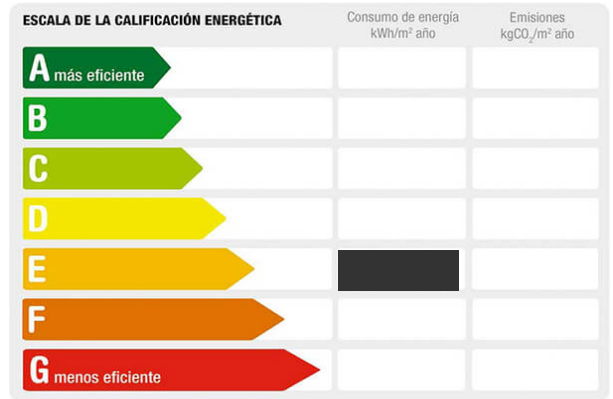 ESCALA DE LA CALIFICACIÓN ENERGÉTICA
Consumo de energía
kWh/m² año
Emisiones
kgCO₂/m² año
A más eficiente
B
C
D
E
F
G menos eficiente